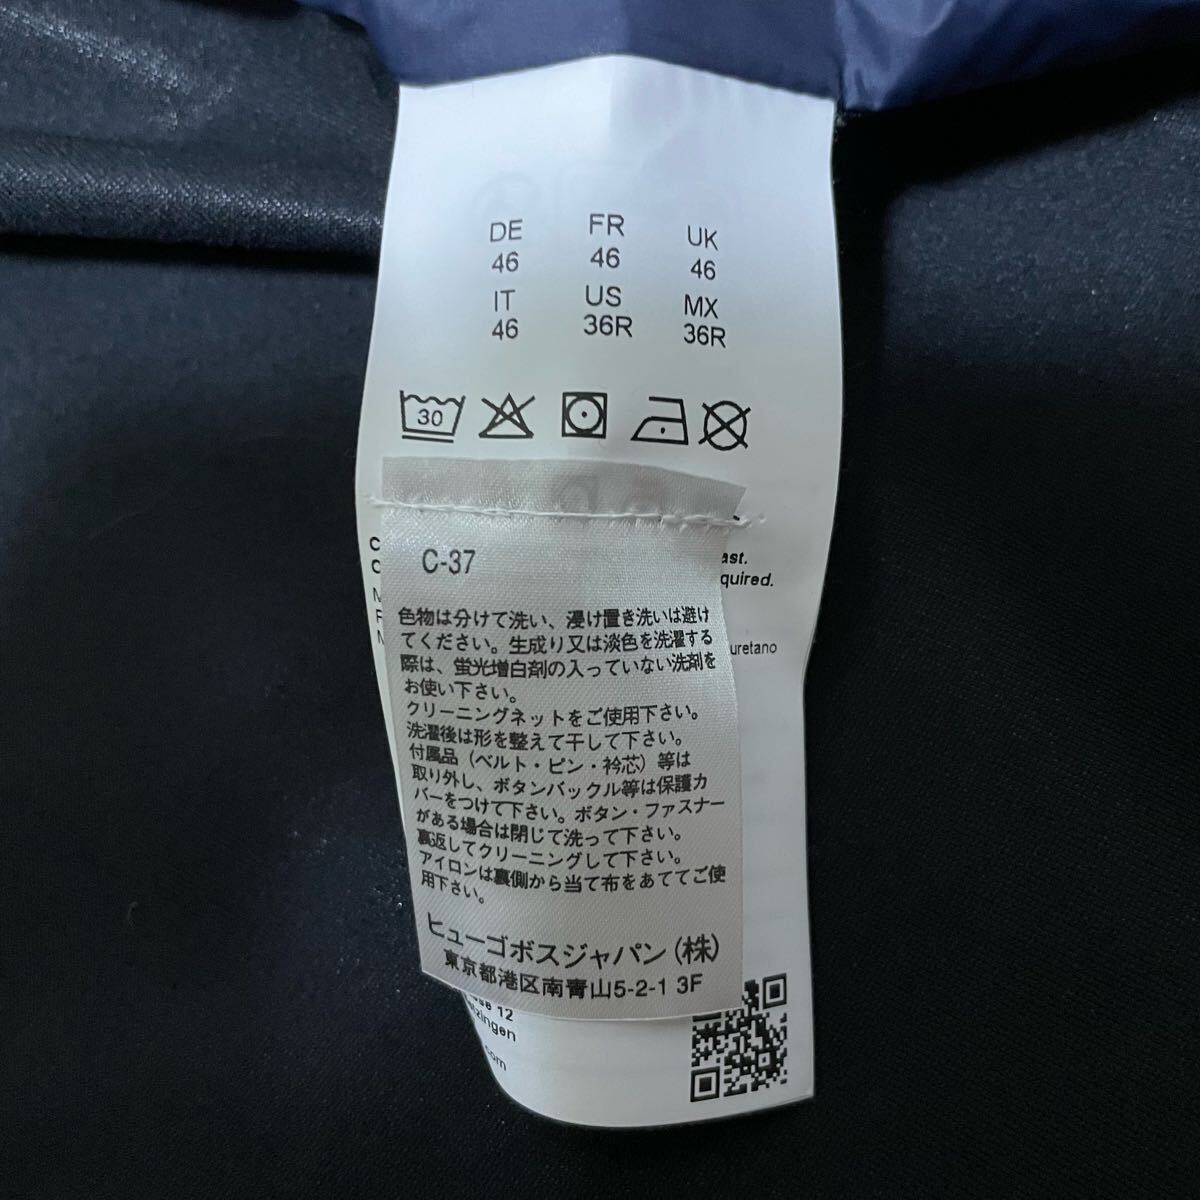 DE FR UK
46 46 46
IT US MX
46 36R 36R
30
ast.
quired.
uretano
C-37
色物は分けて洗い、浸け置き洗いは避け
てください。生成り又は淡色を洗濯する
際は、蛍光増白剤の入っていない洗剤を
お使い下さい。
クリーニングネットをご使用下さい。
洗濯後は形を整えて干して下さい。
付属品（ベルト・ピン・衿芯）等は
取り外し、ボタンバックル等は保護カ
バーをつけて下さい。ボタン・ファスナー
がある場合は閉じて洗って下さい。
裏返してクリーニングして下さい。
アイロンは裏側から当て布をあててご使
用下さい。
ヒューゴボスジャパン(株)
東京都港区南青山5-2-1 3F
12
tzingen
com